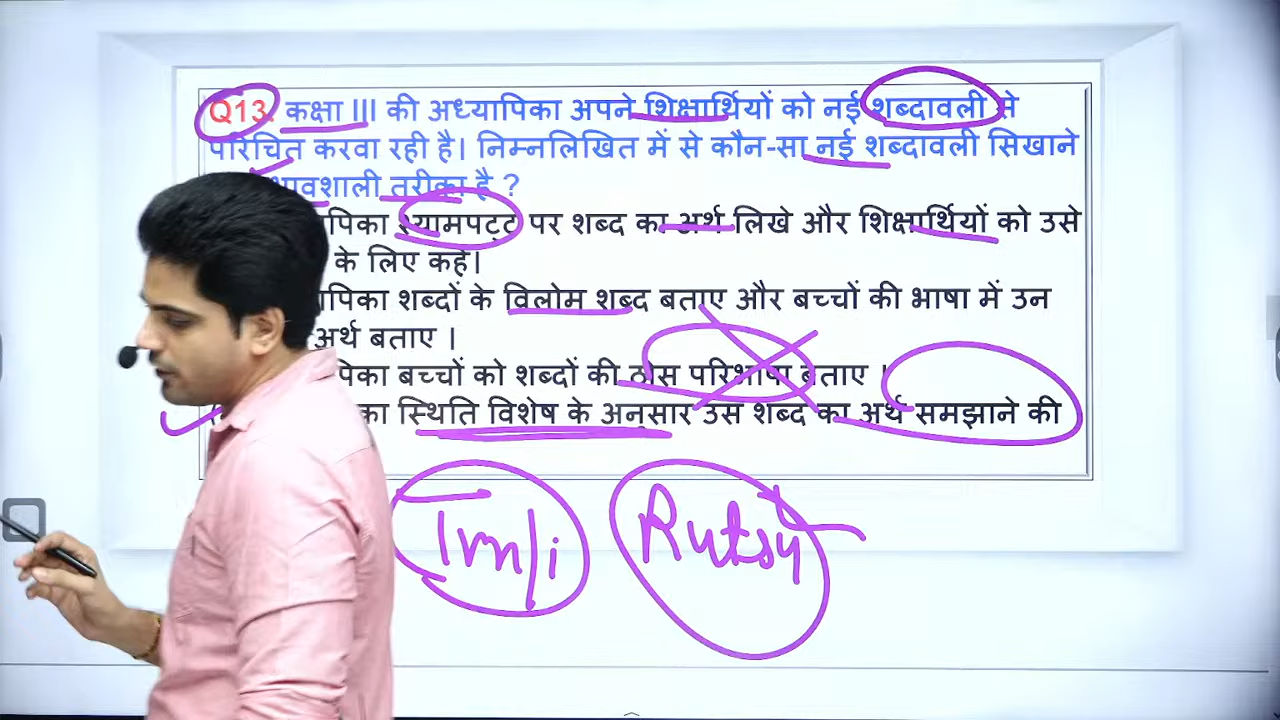 Q13. कक्षा III की अध्यापिका अपने शिक्षार्थियों को नई शब्दावली से
परिचित करवा रही है। निम्नलिखित में से कौन-सा नई शब्दावली सिखाने
तरीका है ?
श्यामपट्ट पर शब्द का अर्थ लिखे और शिक्षार्थियों को उसे
के लिए कहे।
शब्दों के विलोम शब्द बताए और बच्चों की भाषा में उन
अर्थ बताए ।
बच्चों को शब्दों की ठोस परिभाषा बताए ।
स्थिति विशेष के अनुसार उस शब्द का अर्थ समझाने की